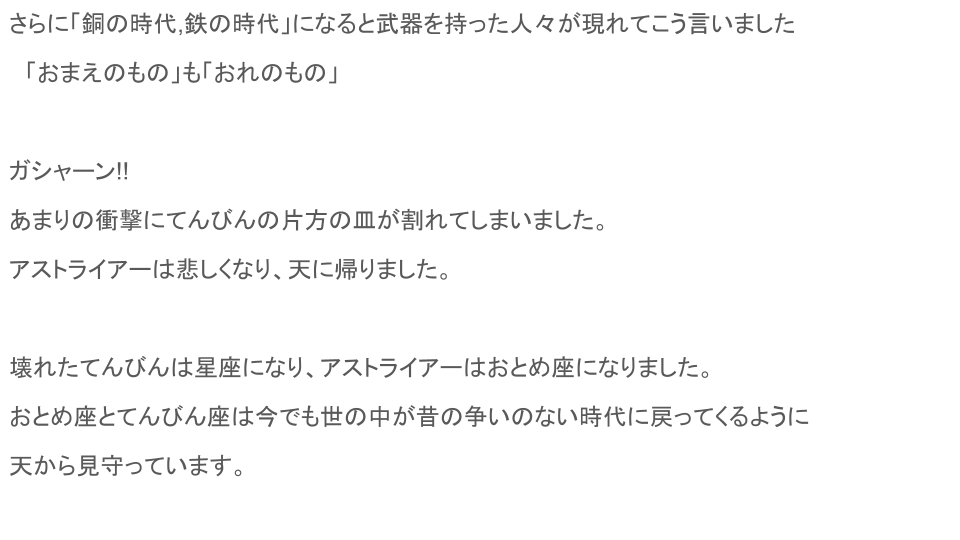 さらに「銅の時代,鉄の時代」になると武器を持った人々が現れてこう言いました
「おまえのもの」も「おれのもの」
ガシャーン!!
あまりの衝撃にてんびんの片方の皿が割れてしまいました。
アストライアーは悲しくなり、天に帰りました。
壊れたてんびんは星座になり、アストライアーはおとめ座になりました。
おとめ座とてんびん座は今でも世の中が昔の争いのない時代に戻ってくるように
天から見守っています。